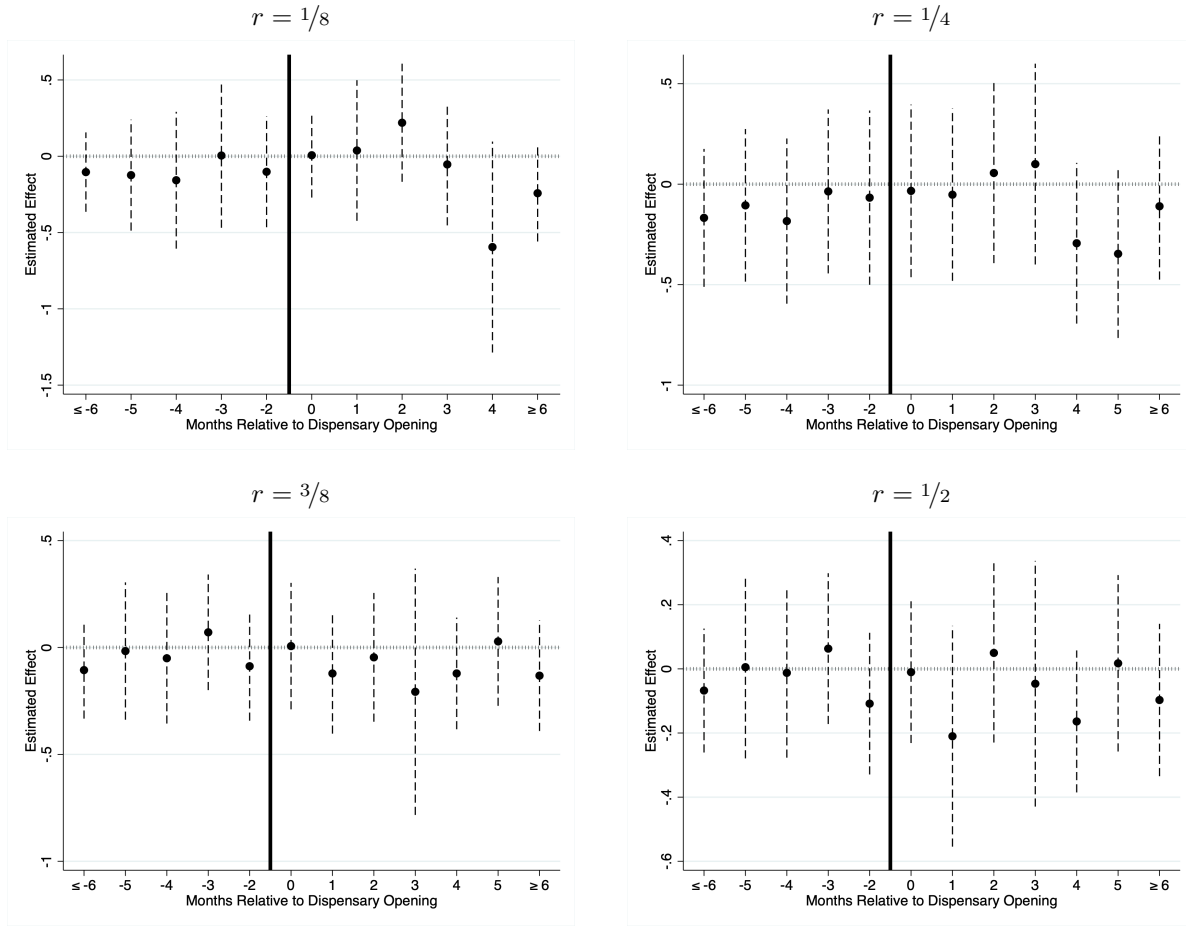 r = 1/8
.5
0
-.5
-1
-1.5
Estimated Effect
≤ -6 -5 -4 -3 -2 0 1 2 3 4 ≥ 6
Months Relative to Dispensary Opening
r = 1/4
.5
0
-.5
-1
Estimated Effect
≤ -6 -5 -4 -3 -2 0 1 2 3 4 5 ≥ 6
Months Relative to Dispensary Opening
r = 3/8
.5
0
-.5
-1
Estimated Effect
≤ -6 -5 -4 -3 -2 0 1 2 3 4 5 ≥ 6
Months Relative to Dispensary Opening
r = 1/2
.4
.2
0
-.2
-.4
-.6
Estimated Effect
≤ -6 -5 -4 -3 -2 0 1 2 3 4 5 ≥ 6
Months Relative to Dispensary Opening